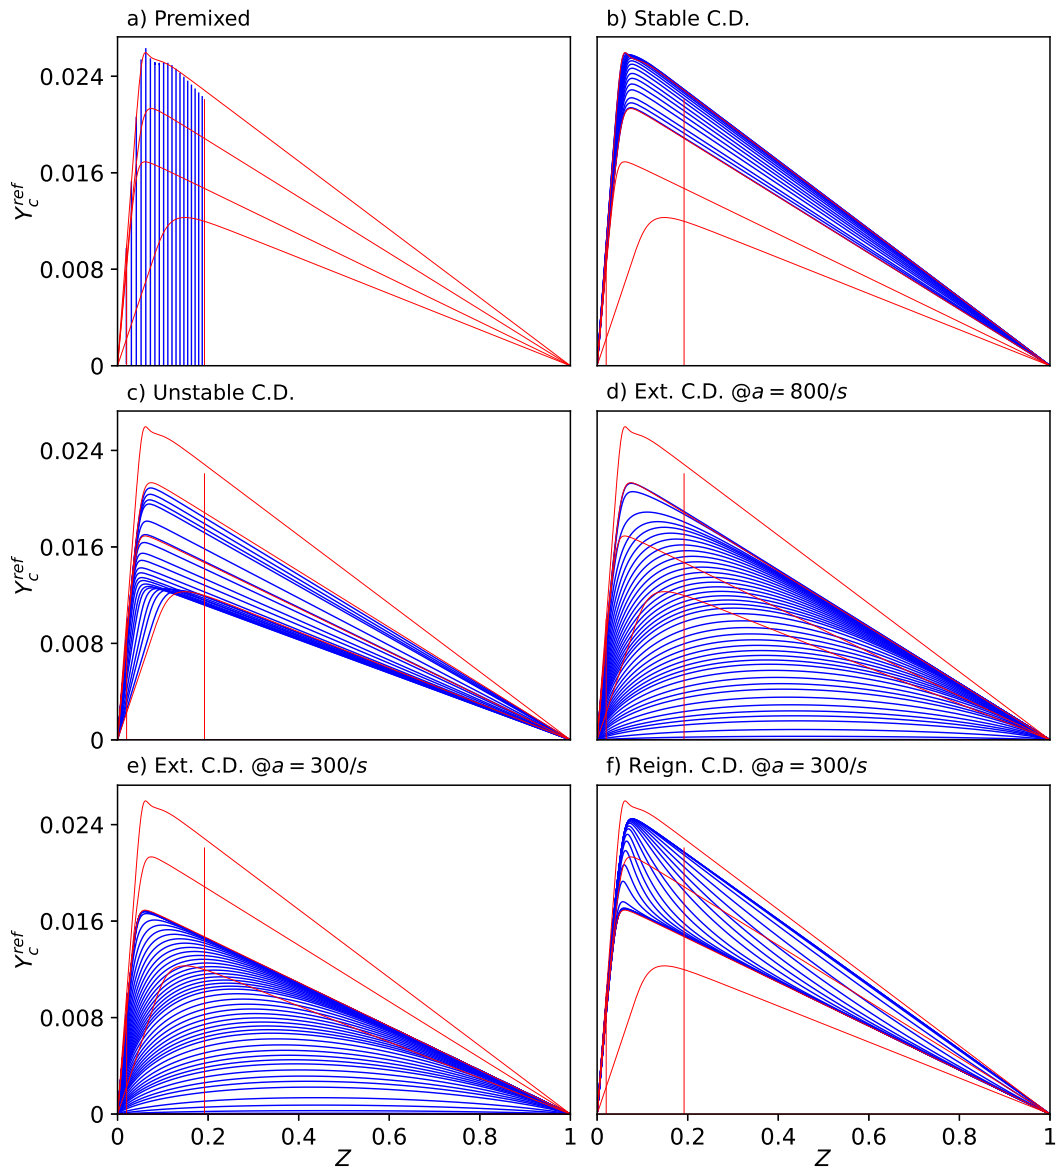 a) Premixed
b) Stable C.D.
0.024
0.016
0.008
0
Y_c^ref
c) Unstable C.D.
d) Ext. C.D. @a = 800/s
0.024
0.016
0.008
0
Y_c^ref
e) Ext. C.D. @a = 300/s
f) Reign. C.D. @a = 300/s
0.024
0.016
0.008
0
Y_c^ref
0 0.2 0.4 0.6 0.8 1
0 0.2 0.4 0.6 0.8 1
Z
Z